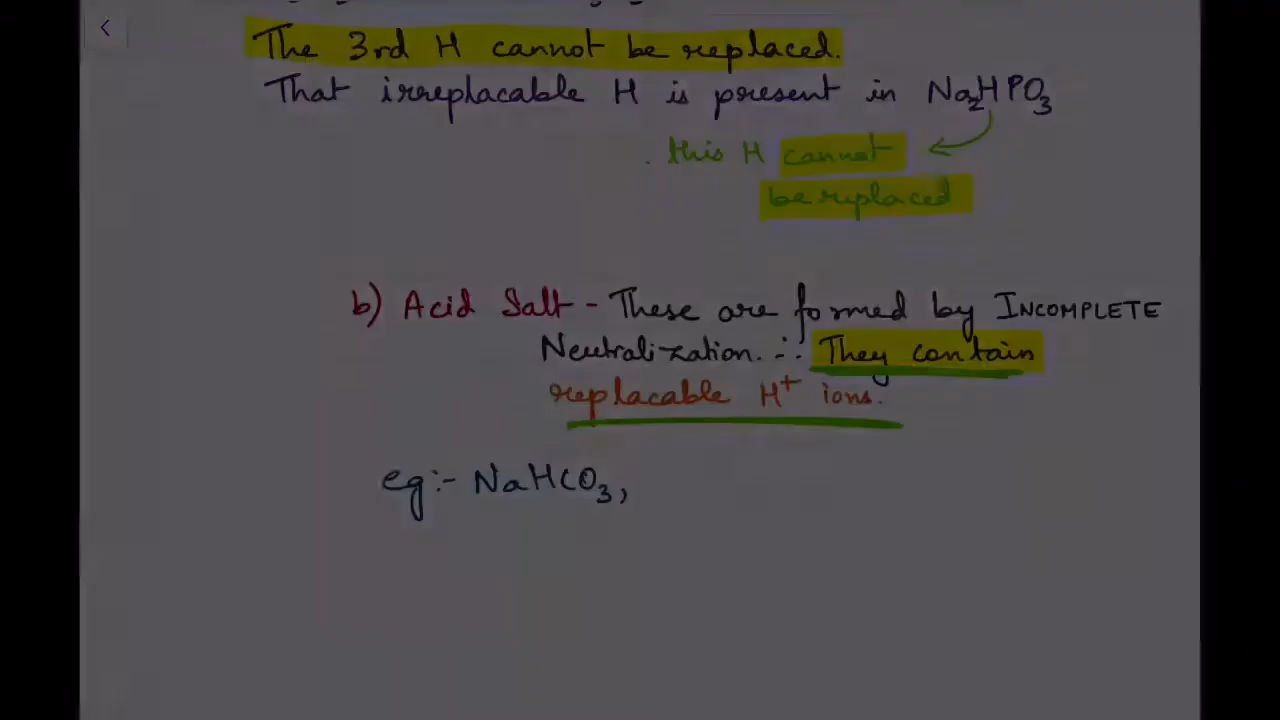 The 3rd H cannot be replaced.
That irreplacable H is present in Na₂HPO₃
this H cannot
be replaced
b) Acid Salt - These are formed by INCOMPLETE
Neutralization. ∴ They contain
replacable H⁺ ions.
eg:- NaHCO₃,